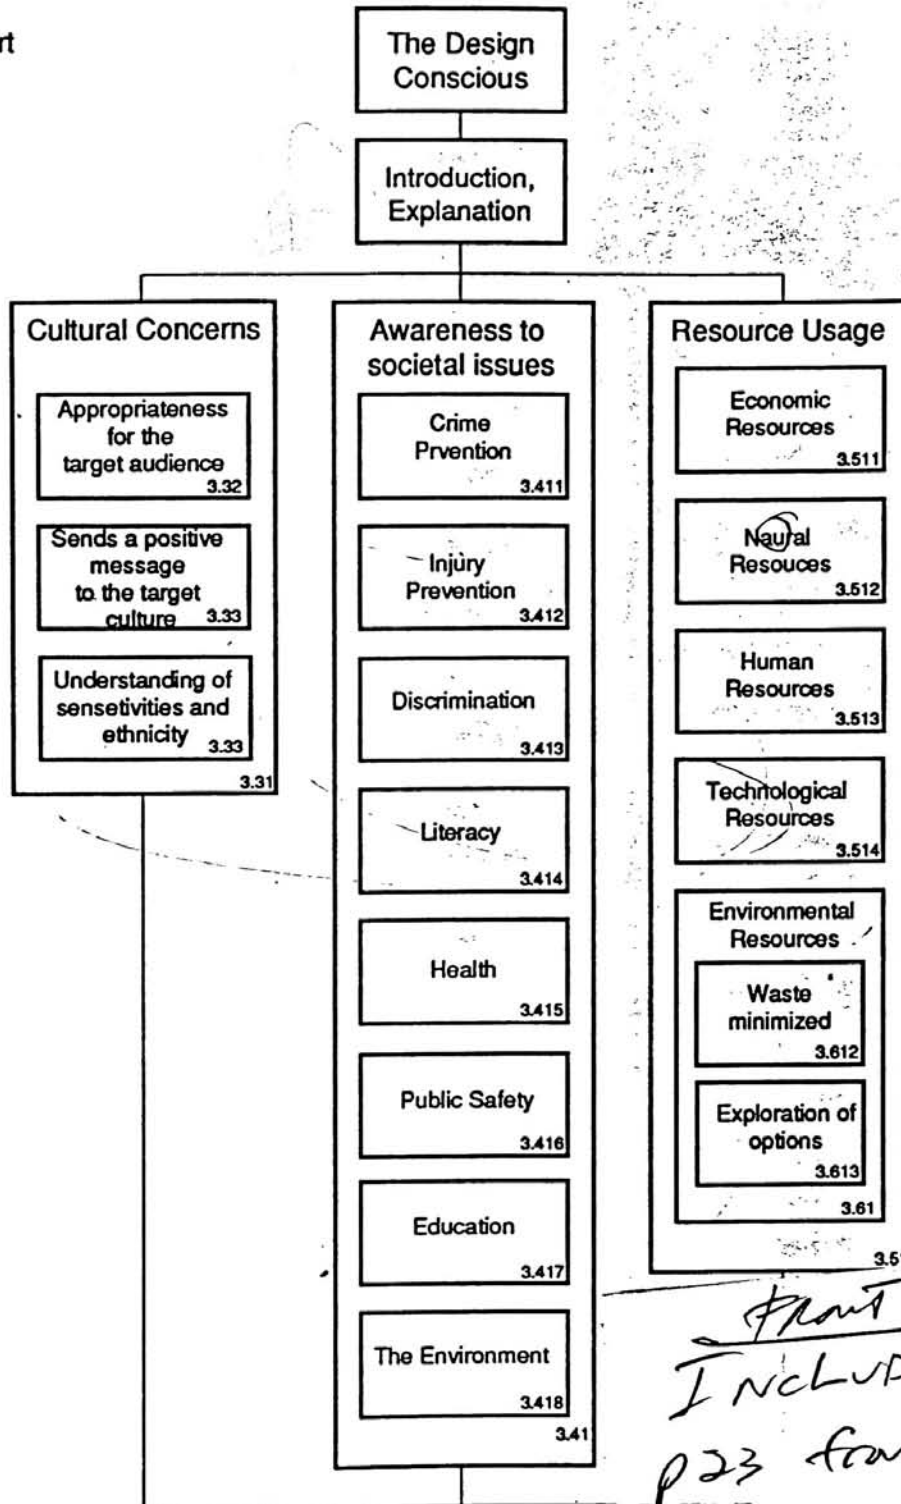 rt
The Design
Conscious
Introduction,
Explanation
Cultural Concerns
Appropriateness
for the
target audience
3.32
Sends a positive
message
to the target
culture 3.33
Understanding of
sensetivities and
ethnicity 3.33
3.31
Awareness to
societal issues
Crime
Prvention
3.411
Injury
Prevention
3.412
Discrimination
3.413
Literacy
3.414
Health
3.415
Public Safety
3.416
Education
3.417
The Environment
3.418
3.41
Resource Usage
Economic
Resources
3.511
Naural
Resouces
3.512
Human
Resources
3.513
Technological
Resources
3.514
Environmental
Resources
Waste
minimized
3.612
Exploration of
options
3.613
3.61
3.5
INCLUD
p23